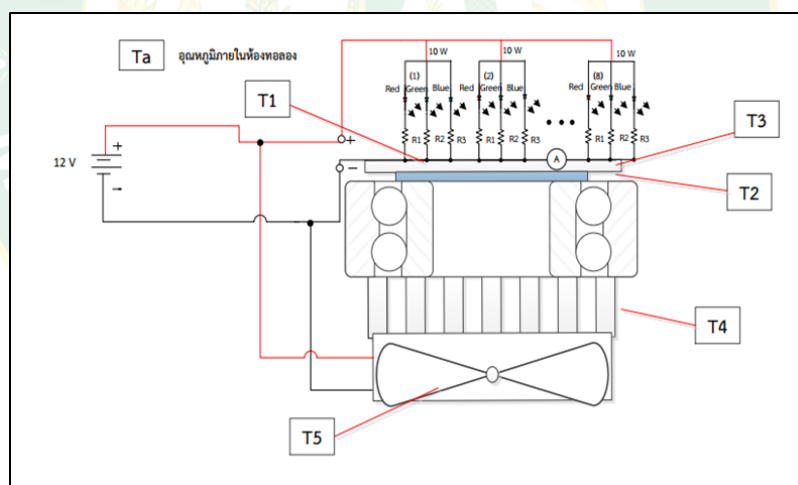 Ta อุณหภูมิภายในห้องทอลอง
10 W 10 W 10 W
(1) (2) (8)
Red Green Blue Red Green Blue Red Green Blue
T1
+
R1 R2 R3 R1 R2 R3 R1 R2 R3
T3
A
+
12 V
-
-
T2
T4
T5